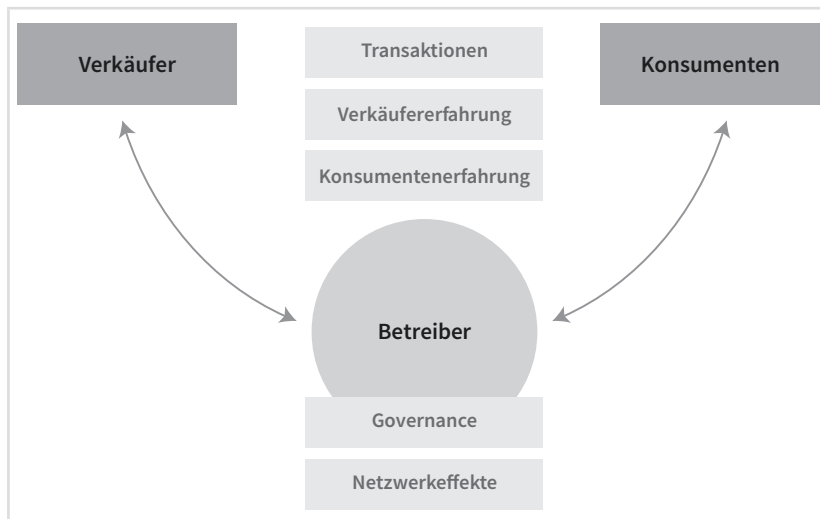 Verkäufer
Transaktionen
Konsumenten
Verkäufererfahrung
Konsumentenerfahrung
Betreiber
Governance
Netzwerkeffekte